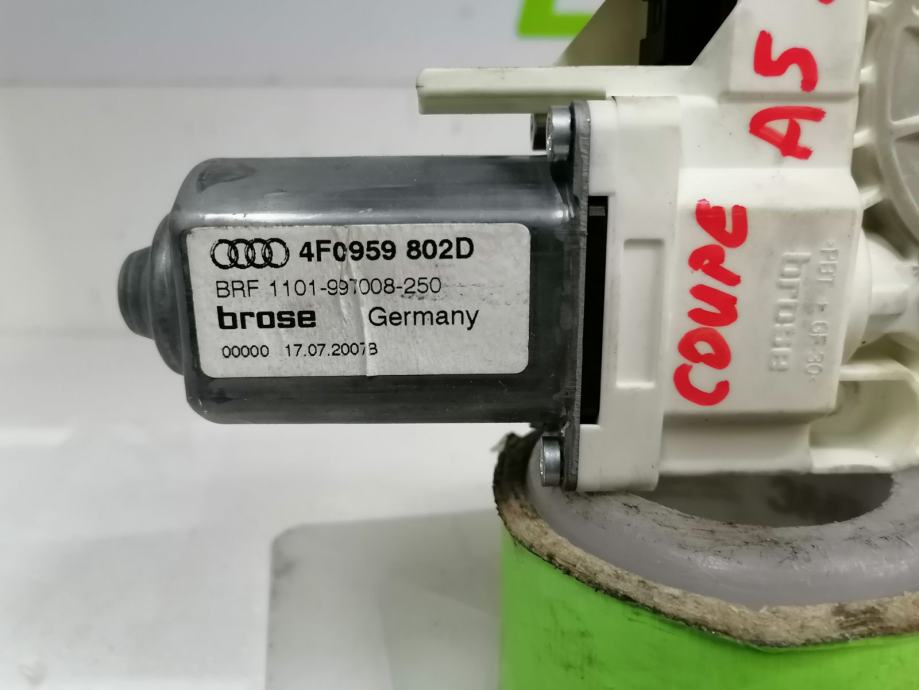 4F0959 802D
BRF 1101-997008-250
brose Germany
00000 17.07.2007B
COUPE A5
brose